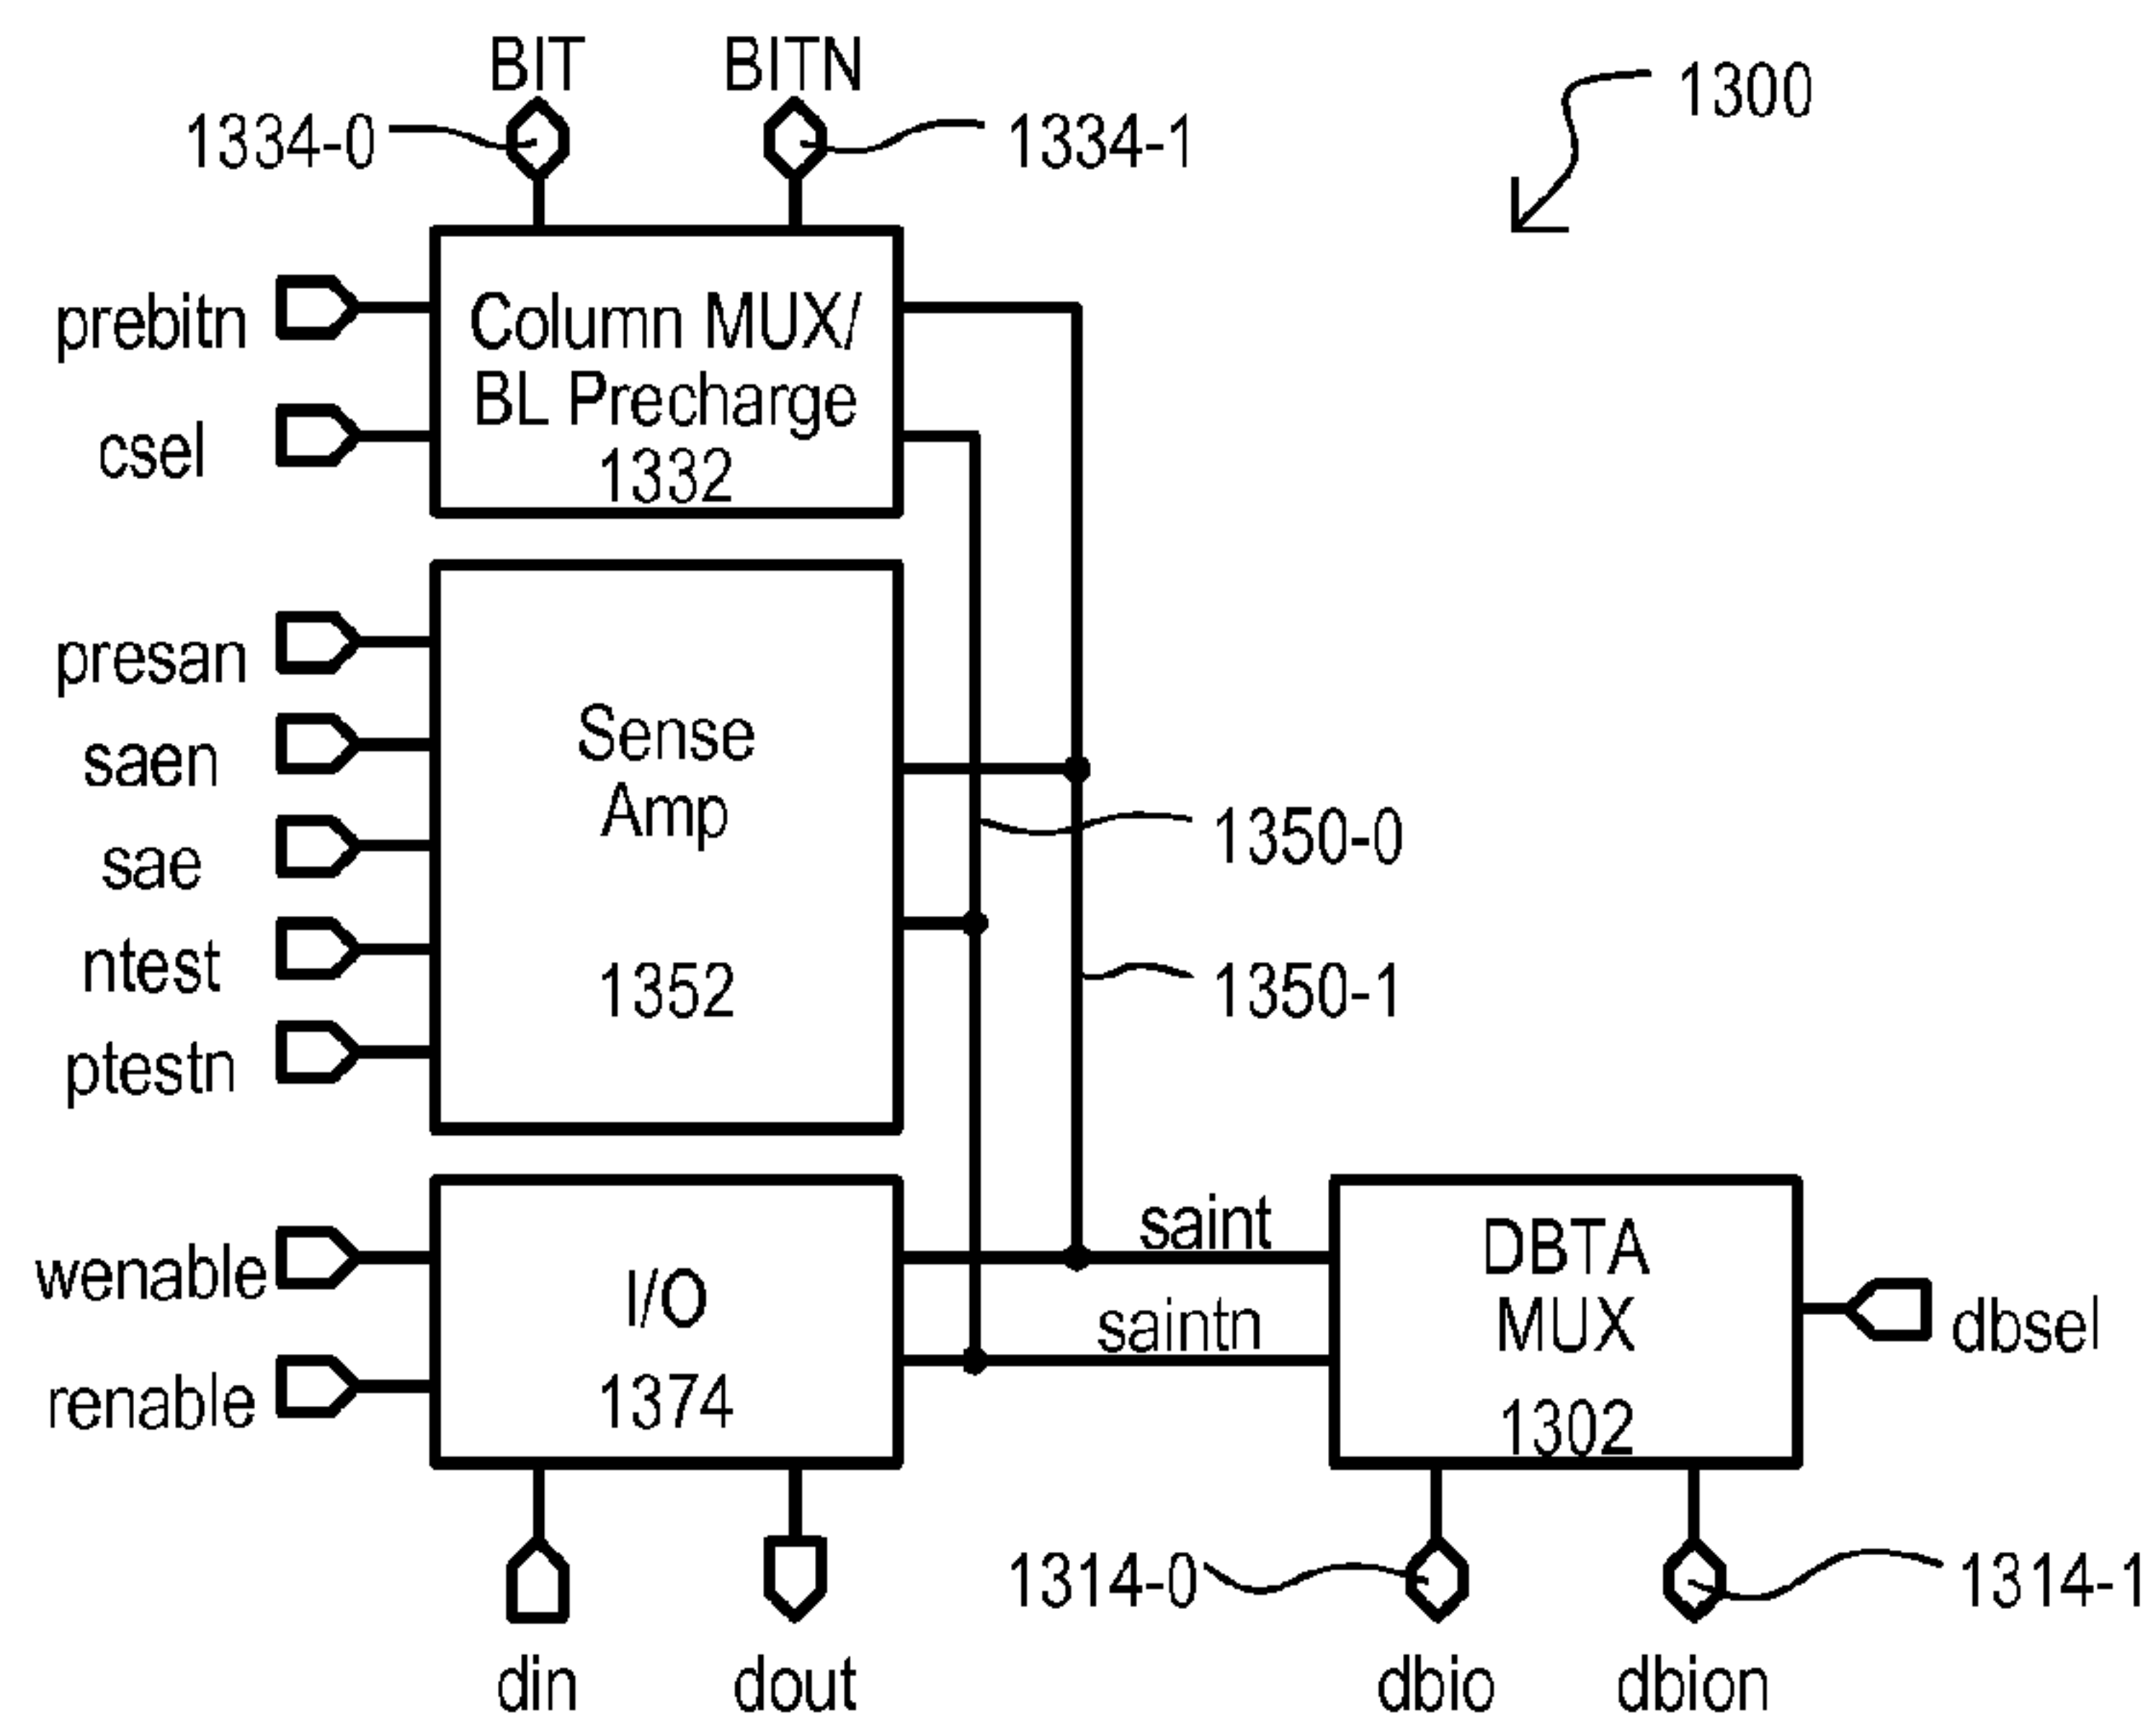 BIT BITN
1334-0 1334-1 1300
prebitn
Column MUX/
BL Precharge
csel
1332
presan
saen
Sense
Amp
sae
1350-0
ntest
1352
1350-1
ptestn
wenable
I/O
saint
DBTA
saintn
MUX
dbsel
renable
1374
1302
1314-0 1314-1
din dout dbio dbion